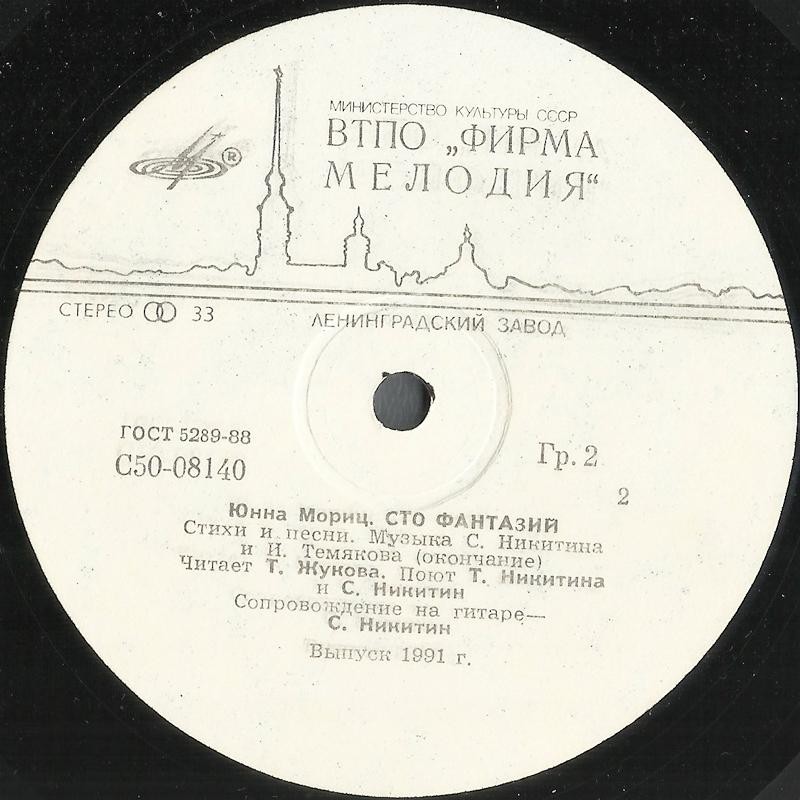 МИНИСТЕРСТВО КУЛЬТУРЫ СССР
ВТПО „ФИРМА
МЕЛОДИЯ“
®
СТЕРЕО 33
ЛЕНИНГРАДСКИЙ ЗАВОД
ГОСТ 5289-88
С50-08140
Гр. 2
2
Юнна Мориц. СТО ФАНТАЗИЙ
Стихи и песни. Музыка С. Никитина
и И. Темякова (окончание)
Читает Т. Жукова. Поют Т. Никитина
и С. Никитин
Сопровождение на гитаре—
С. Никитин
Выпуск 1991 г.